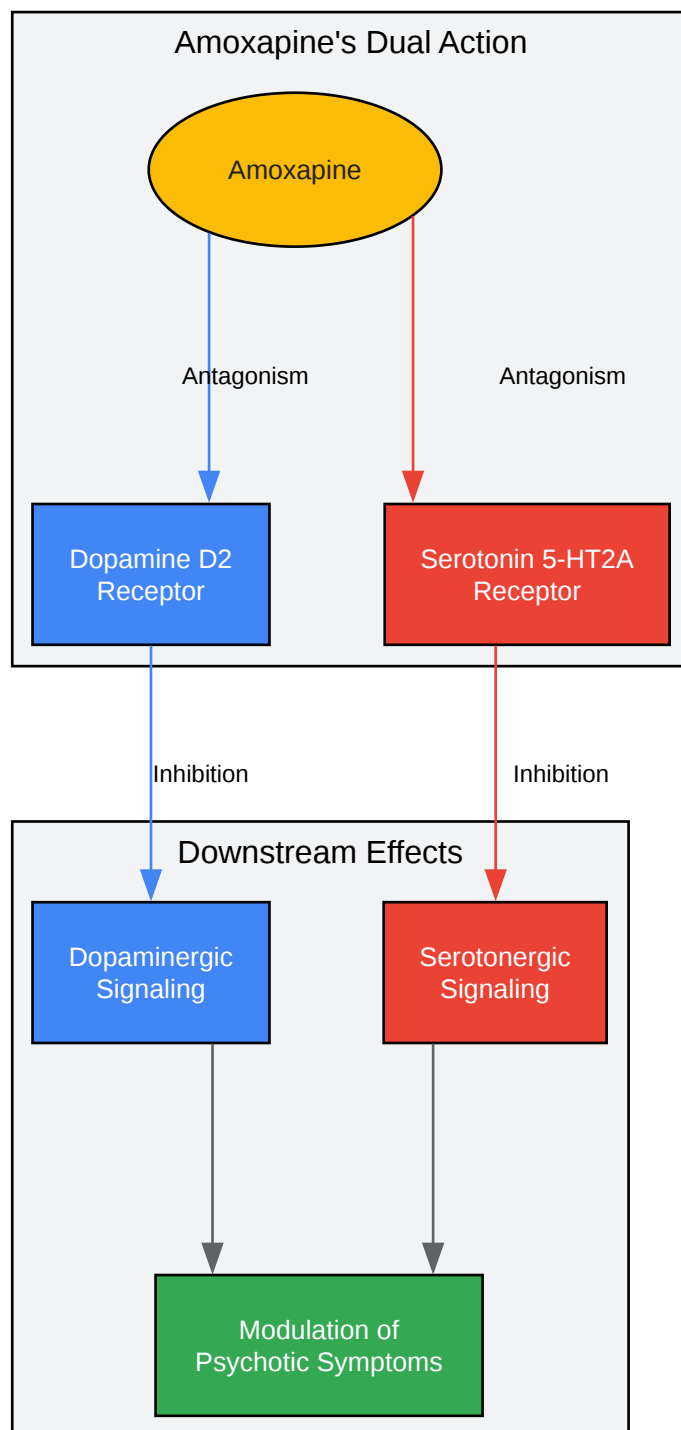 Amoxapine's Dual Action
Amoxapine
Antagonism
Antagonism
Dopamine D2
Receptor
Serotonin 5-HT2A
Receptor
Inhibition
Inhibition
Downstream Effects
Dopaminergic
Signaling
Serotonergic
Signaling
Modulation of
Psychotic Symptoms